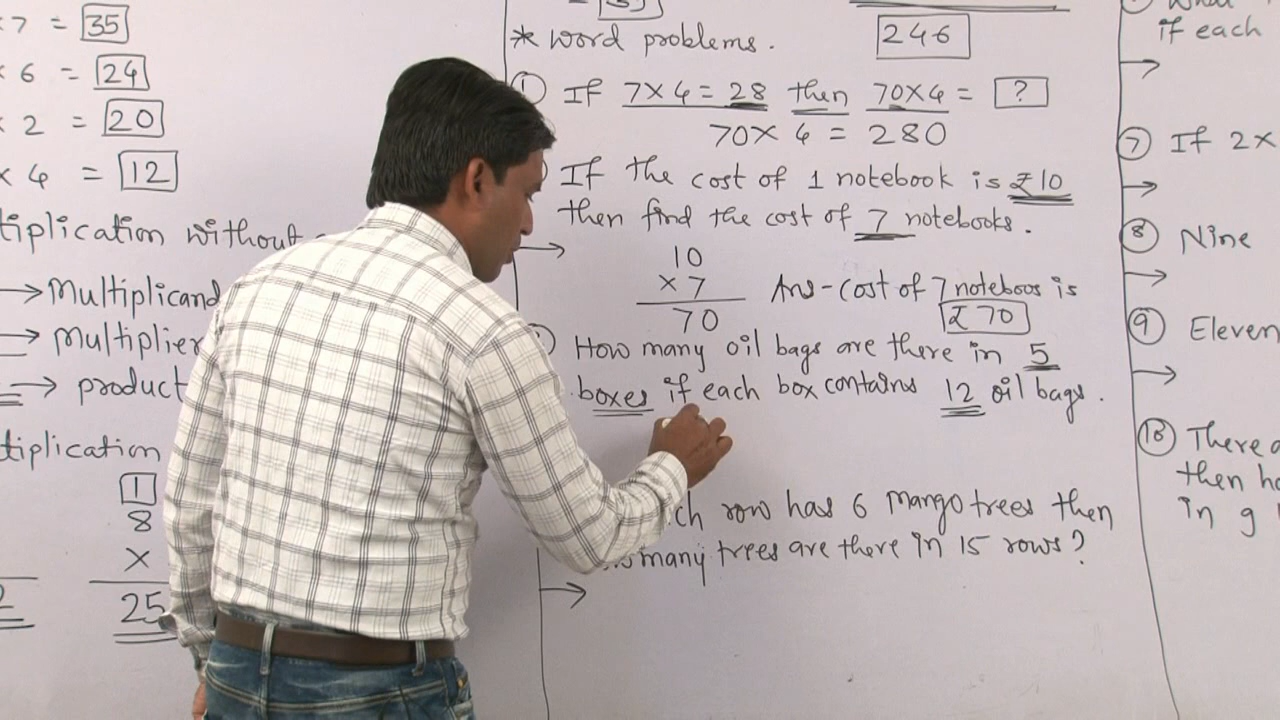 ×7 = 35
× 6 = 24
× 2 = 20
× 4 = 12
tiplication without
→ Multiplicand
→ Multiplier
→ product
tiplication
1
8
×
25
* Word problems.
246
① If 7×4 = 28 then 70×4 = ?
70× 4 = 280
If the cost of 1 notebook is ₹10
then find the cost of 7 notebooks.
→
10
× 7
70
Ans - cost of 7 noteboos is
₹ 70
How many oil bags are there in 5
boxes if each box contains 12 oil bags.
row has 6 mango trees then
many trees are there in 15 rows?
→
if each
→
⑦ If 2×
→
⑧ Nine
→
⑨ Eleven
→
⑩ There
then
in 9